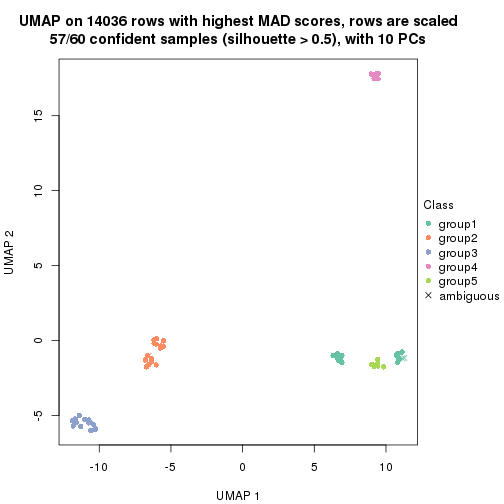 UMAP on 14036 rows with highest MAD scores, rows are scaled
57/60 confident samples (silhouette > 0.5), with 10 PCs
15
10
5
0
-5
UMAP 2
-10
-5
0
5
10
UMAP 1
Class
group1
group2
group3
group4
group5
ambiguous